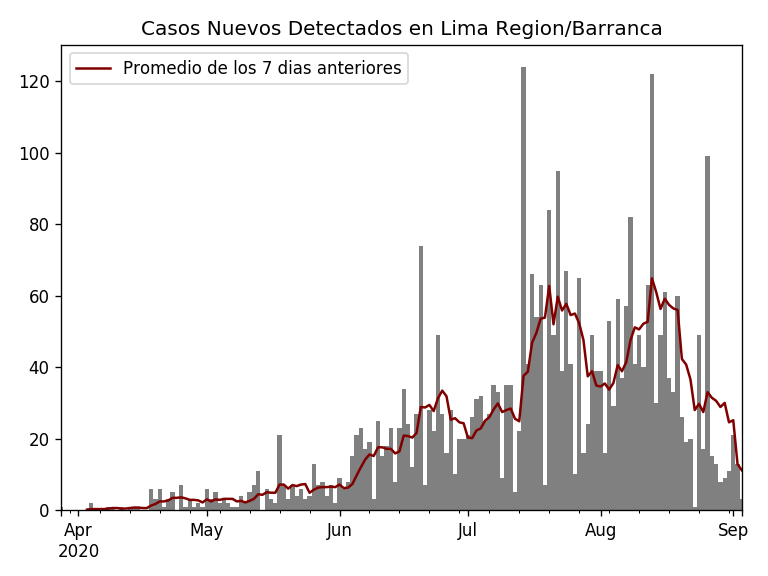 Casos Nuevos Detectados en Lima Region/Barranca
Promedio de los 7 dias anteriores
120
100
80
60
40
20
0
Apr May Jun Jul Aug Sep
2020